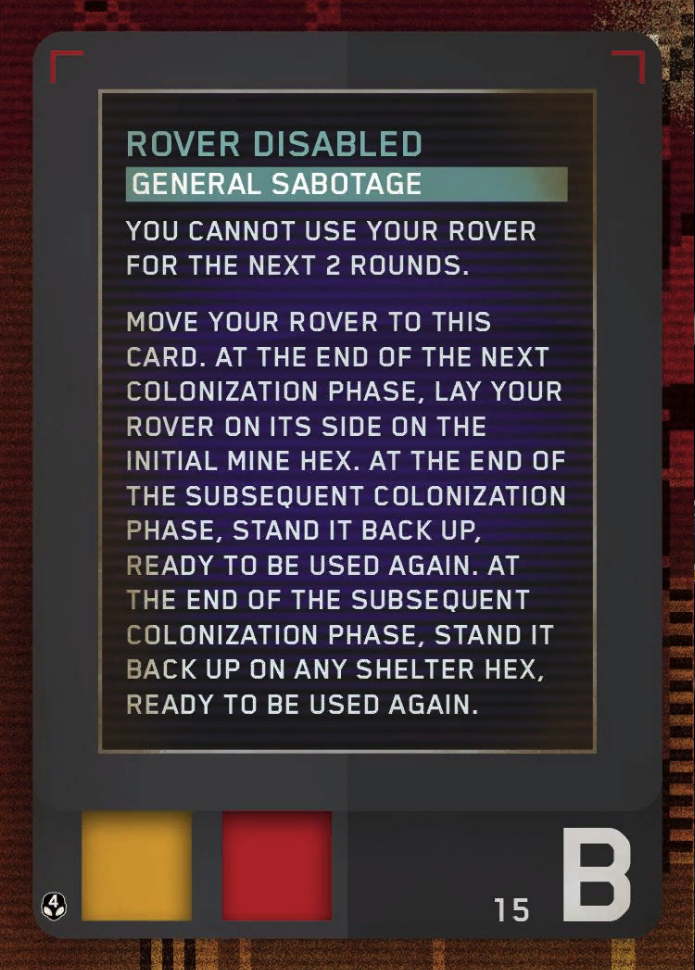 ROVER DISABLED
GENERAL SABOTAGE
YOU CANNOT USE YOUR ROVER
FOR THE NEXT 2 ROUNDS.
MOVE YOUR ROVER TO THIS
CARD. AT THE END OF THE NEXT
COLONIZATION PHASE, LAY YOUR
ROVER ON ITS SIDE ON THE
INITIAL MINE HEX. AT THE END OF
THE SUBSEQUENT COLONIZATION
PHASE, STAND IT BACK UP,
READY TO BE USED AGAIN. AT
THE END OF THE SUBSEQUENT
COLONIZATION PHASE, STAND IT
BACK UP ON ANY SHELTER HEX,
READY TO BE USED AGAIN.
4
15
B